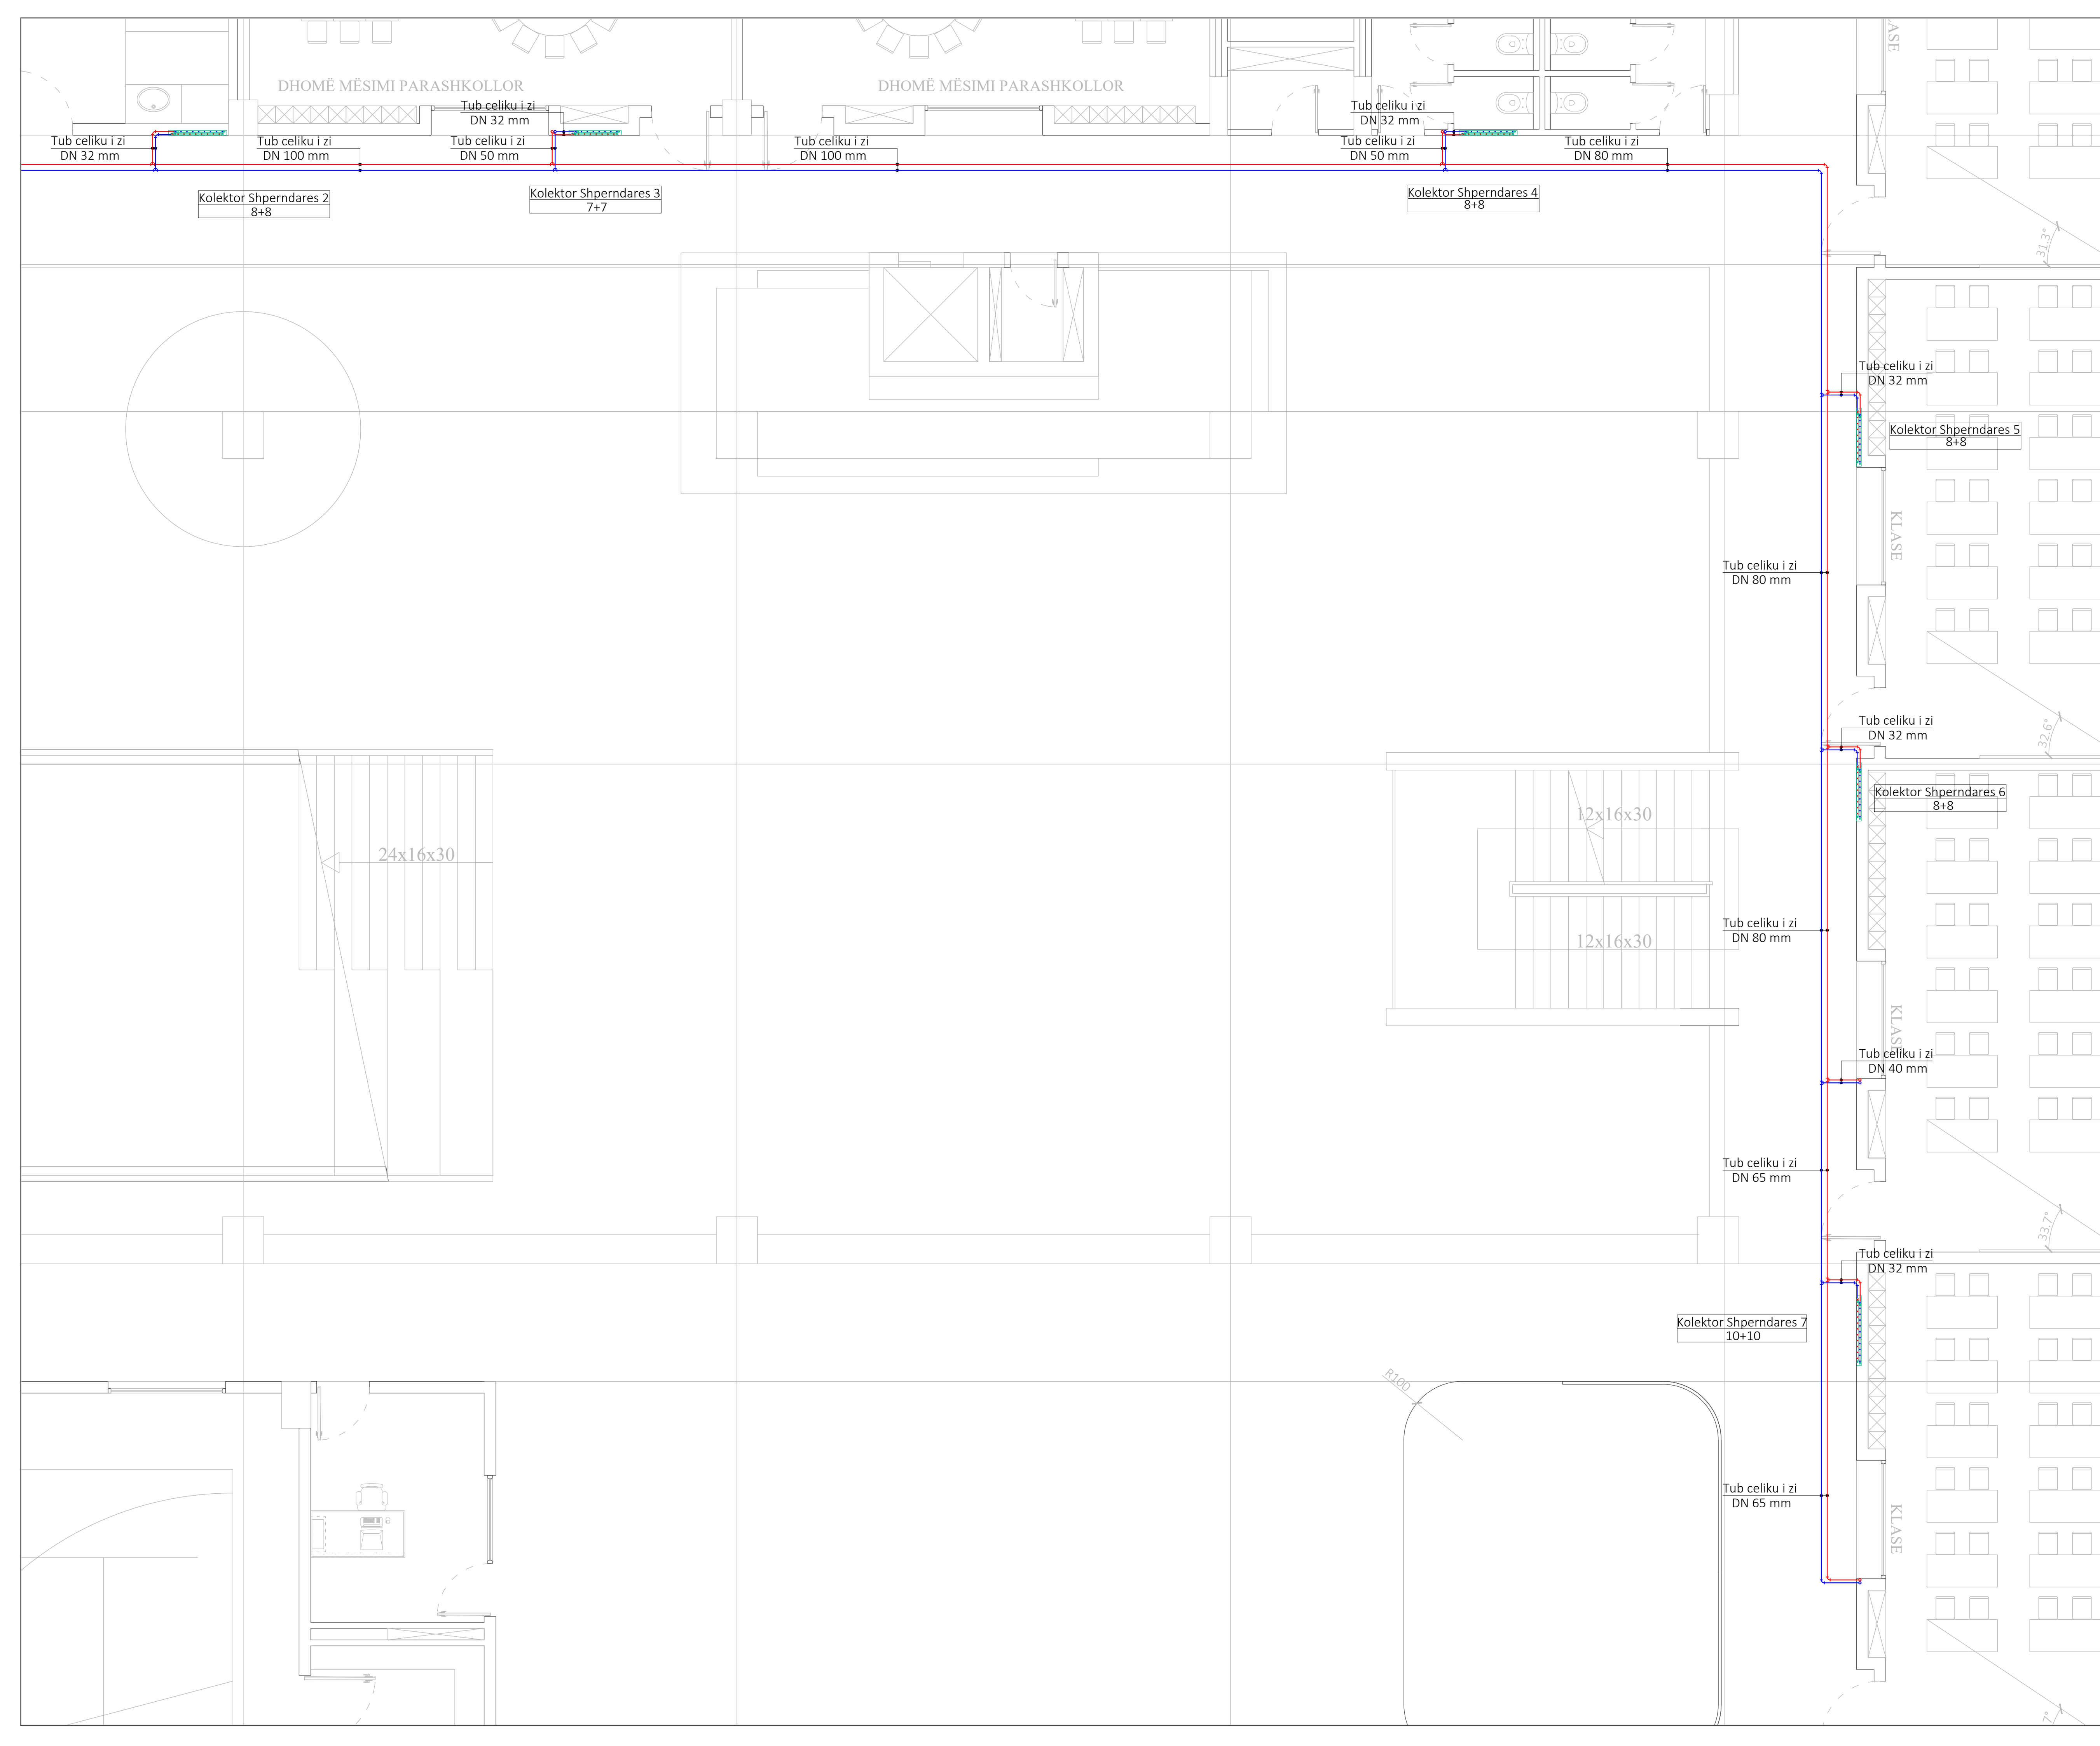 DHOMË MËSIMI PARASHKOLLOR
DHOMË MËSIMI PARASHKOLLOR
Tub celiku i zi
DN 32 mm
Tub celiku i zi
DN 32 mm
Tub celiku i zi
DN 32 mm
Tub celiku i zi
DN 100 mm
Tub celiku i zi
DN 50 mm
Tub celiku i zi
DN 100 mm
Tub celiku i zi
DN 50 mm
Tub celiku i zi
DN 80 mm
Kolektor Shperndares 2
8+8
Kolektor Shperndares 3
7+7
Kolektor Shperndares 4
8+8
31.3°
Tub celiku i zi
DN 32 mm
Kolektor Shperndares 5
8+8
KLASE
Tub celiku i zi
DN 80 mm
32.6°
Tub celiku i zi
DN 32 mm
Kolektor Shperndares 6
8+8
12x16x30
24x16x30
12x16x30
Tub celiku i zi
DN 80 mm
KLASE
Tub celiku i zi
DN 40 mm
Tub celiku i zi
DN 65 mm
33.7°
Tub celiku i zi
DN 32 mm
Kolektor Shperndares 7
10+10
R100
Tub celiku i zi
DN 65 mm
KLASE